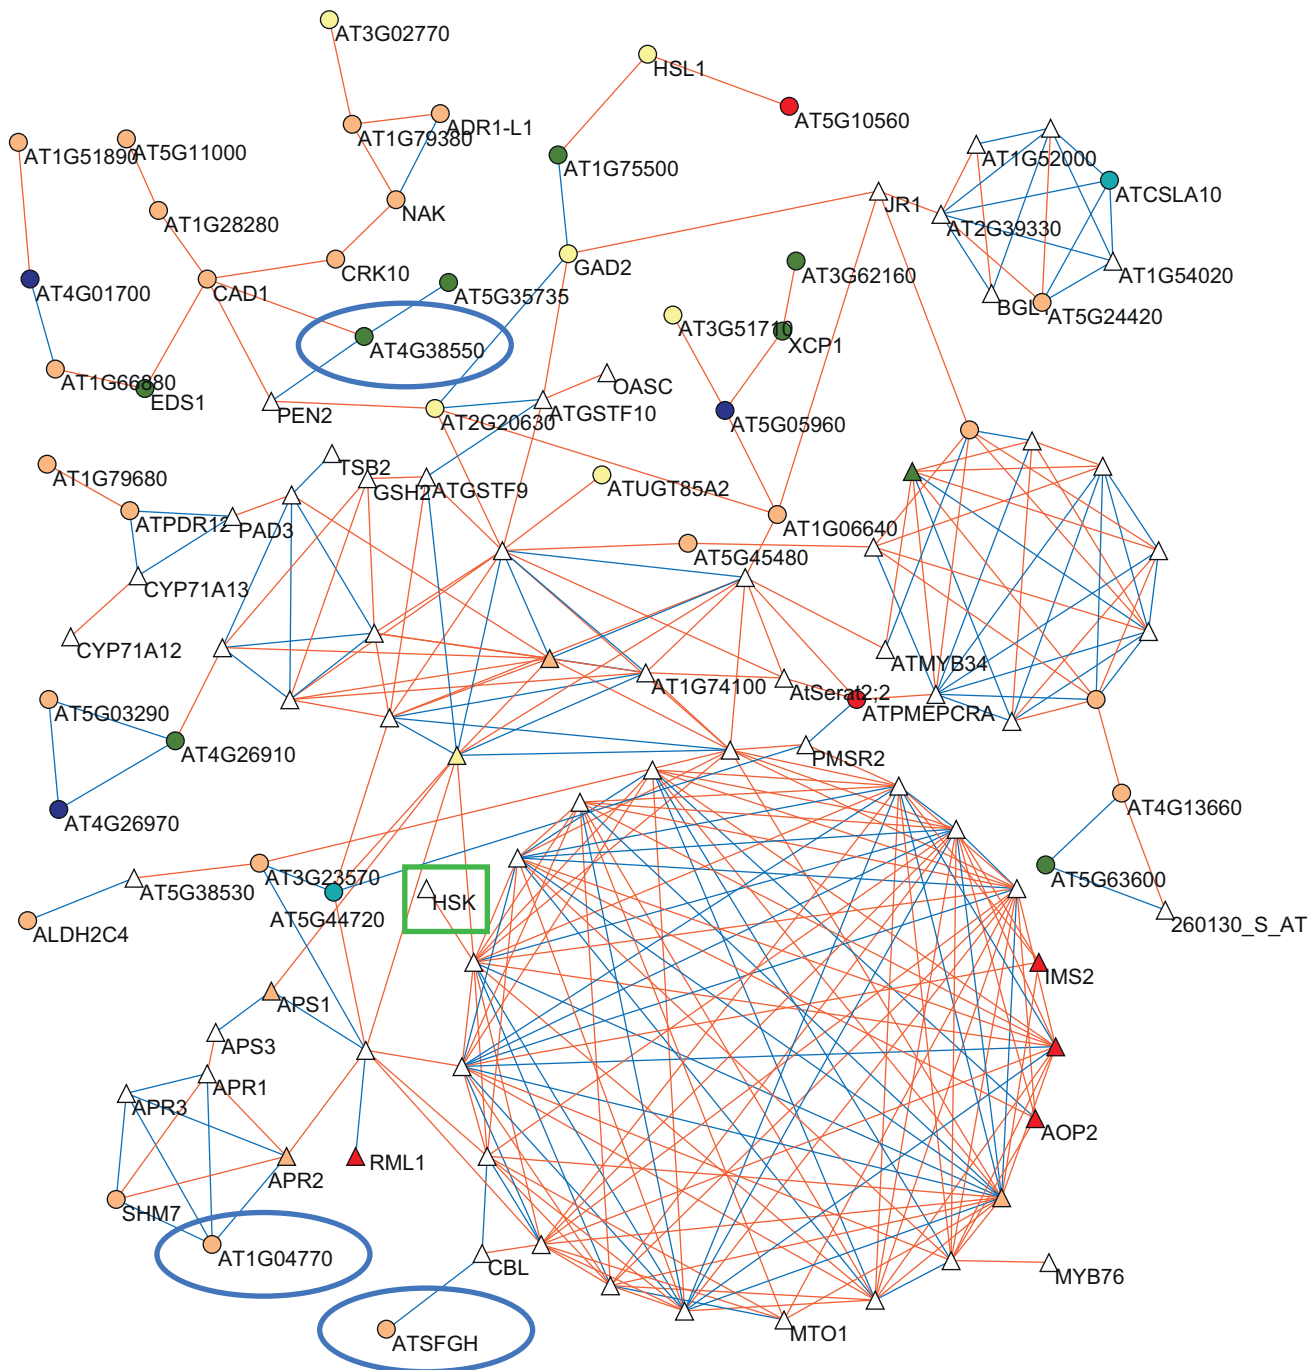 AT3G02770
HSL1
AT5G10560
ADR1-L1
AT1G79380
AT1G51890
AT5G11000
AT1G75500
AT1G52000
ATCSLA10
NAK
JR1
AT1G28280
AT2G39330
GAD2
CRK10
AT3G62160
AT1G54020
AT4G01700
CAD1
AT5G35735
BGL1
AT5G24420
AT3G51710
XCP1
AT4G38550
AT1G66880
EDS1
PEN2
OASC
AT2G20630
ATGSTF10
AT5G05960
TSB2
AT1G79680
GSH2
ATGSTF9
ATUGT85A2
ATPDR12
PAD3
AT1G06640
AT5G45480
CYP71A13
CYP71A12
ATMYB34
AT1G74100
AtSerat2;2
ATPMEPCRA
AT5G03290
AT4G26910
PMSR2
AT4G26970
AT4G13660
AT3G23570
AT5G63600
AT5G38530
HSK
AT5G44720
260130_S_AT
ALDH2C4
IMS2
APS1
APS3
APR1
APR3
AOP2
RML1
APR2
SHM7
AT1G04770
CBL
MYB76
MTO1
ATSFGH